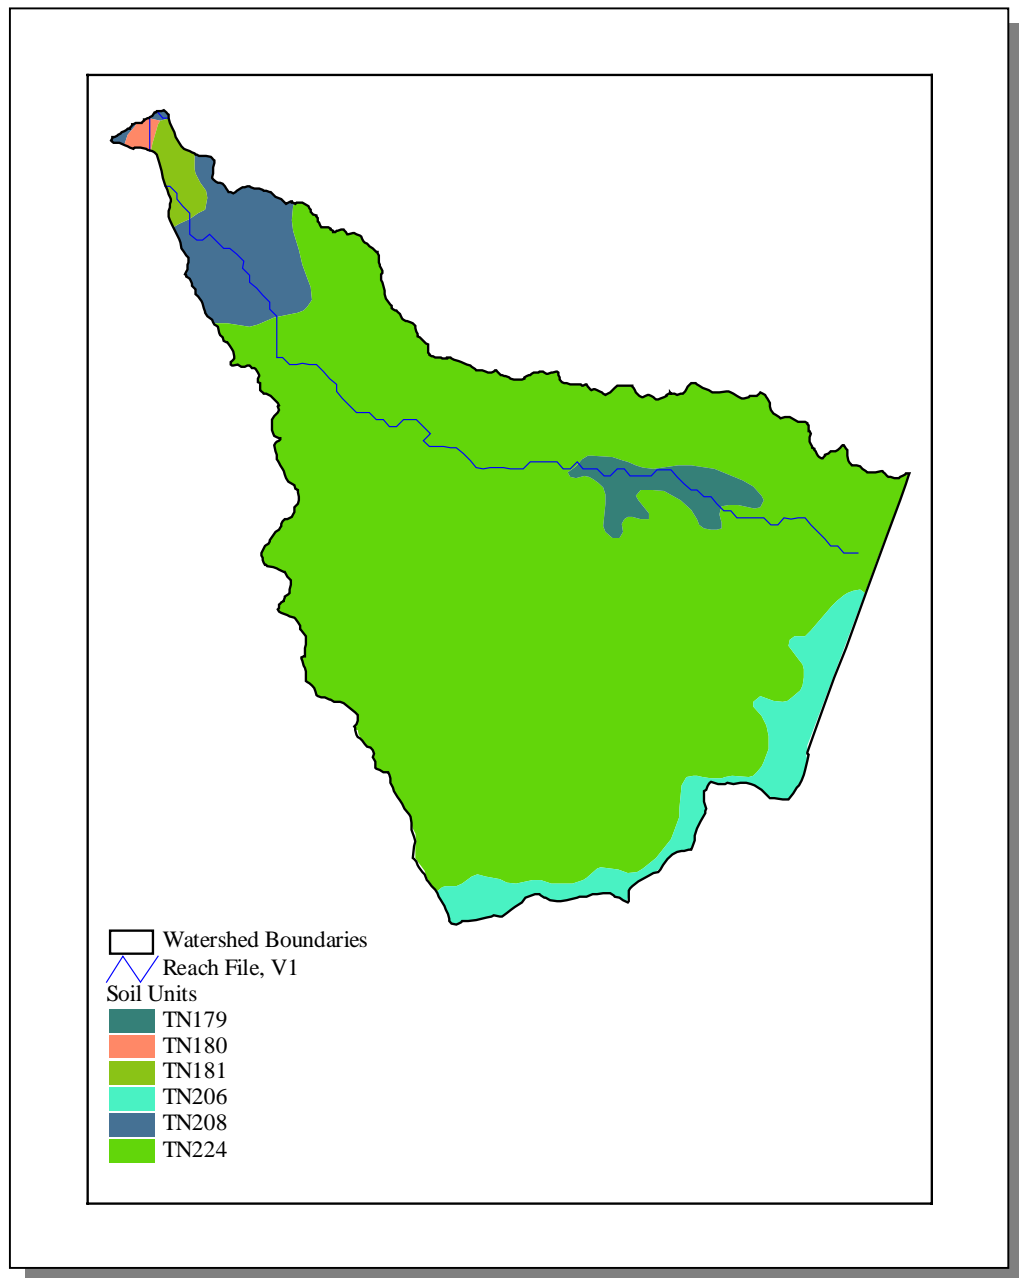 Watershed Boundaries
Reach File, V1
Soil Units
TN179
TN180
TN181
TN206
TN208
TN224